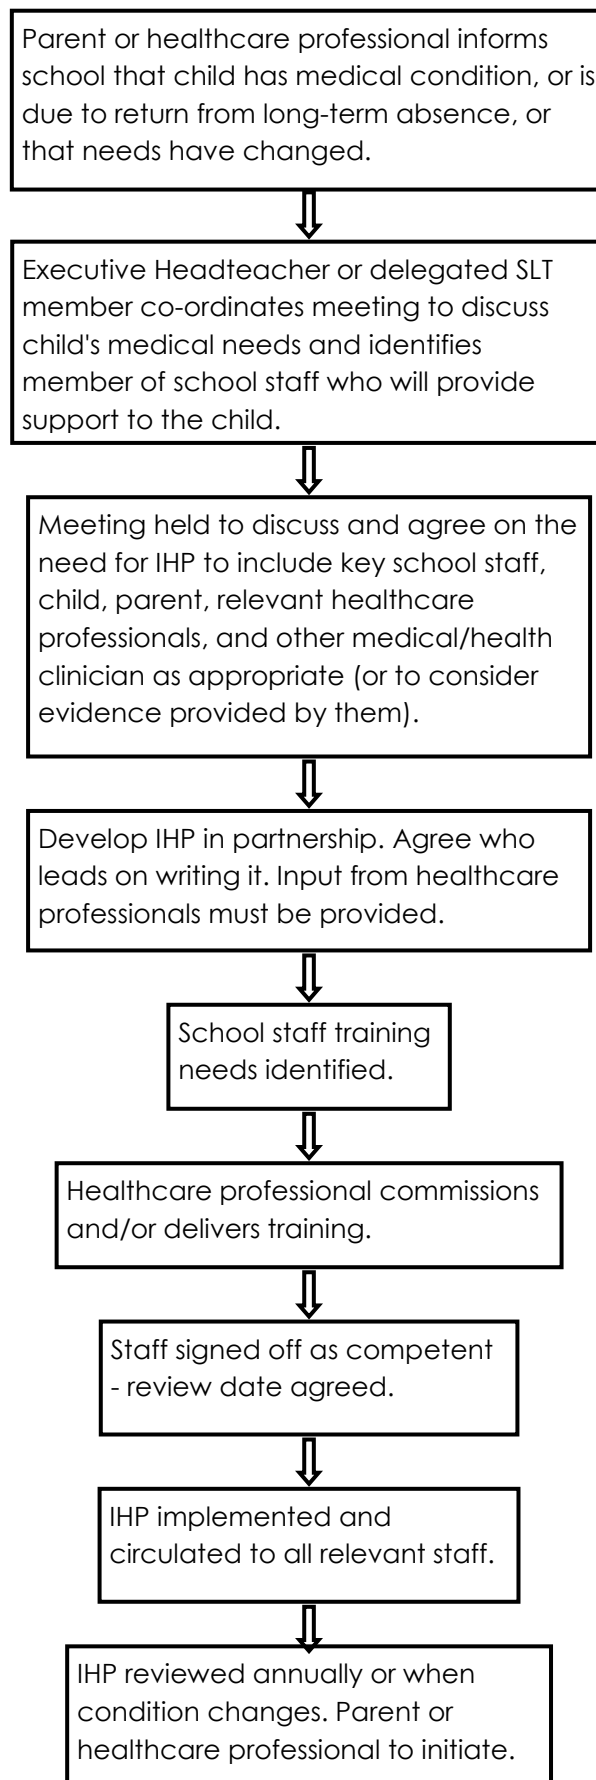 Parent or healthcare professional informs
school that child has medical condition, or is
due to return from long-term absence, or
that needs have changed.
Executive Headteacher or delegated SLT
member co-ordinates meeting to discuss
child's medical needs and identifies
member of school staff who will provide
support to the child.
Meeting held to discuss and agree on the
need for IHP to include key school staff,
child, parent, relevant healthcare
professionals, and other medical/health
clinician as appropriate (or to consider
evidence provided by them).
Develop IHP in partnership. Agree who
leads on writing it. Input from healthcare
professionals must be provided.
School staff training
needs identified.
Healthcare professional commissions
and/or delivers training.
Staff signed off as competent
- review date agreed.
IHP implemented and
circulated to all relevant staff.
IHP reviewed annually or when
condition changes. Parent or
healthcare professional to initiate.